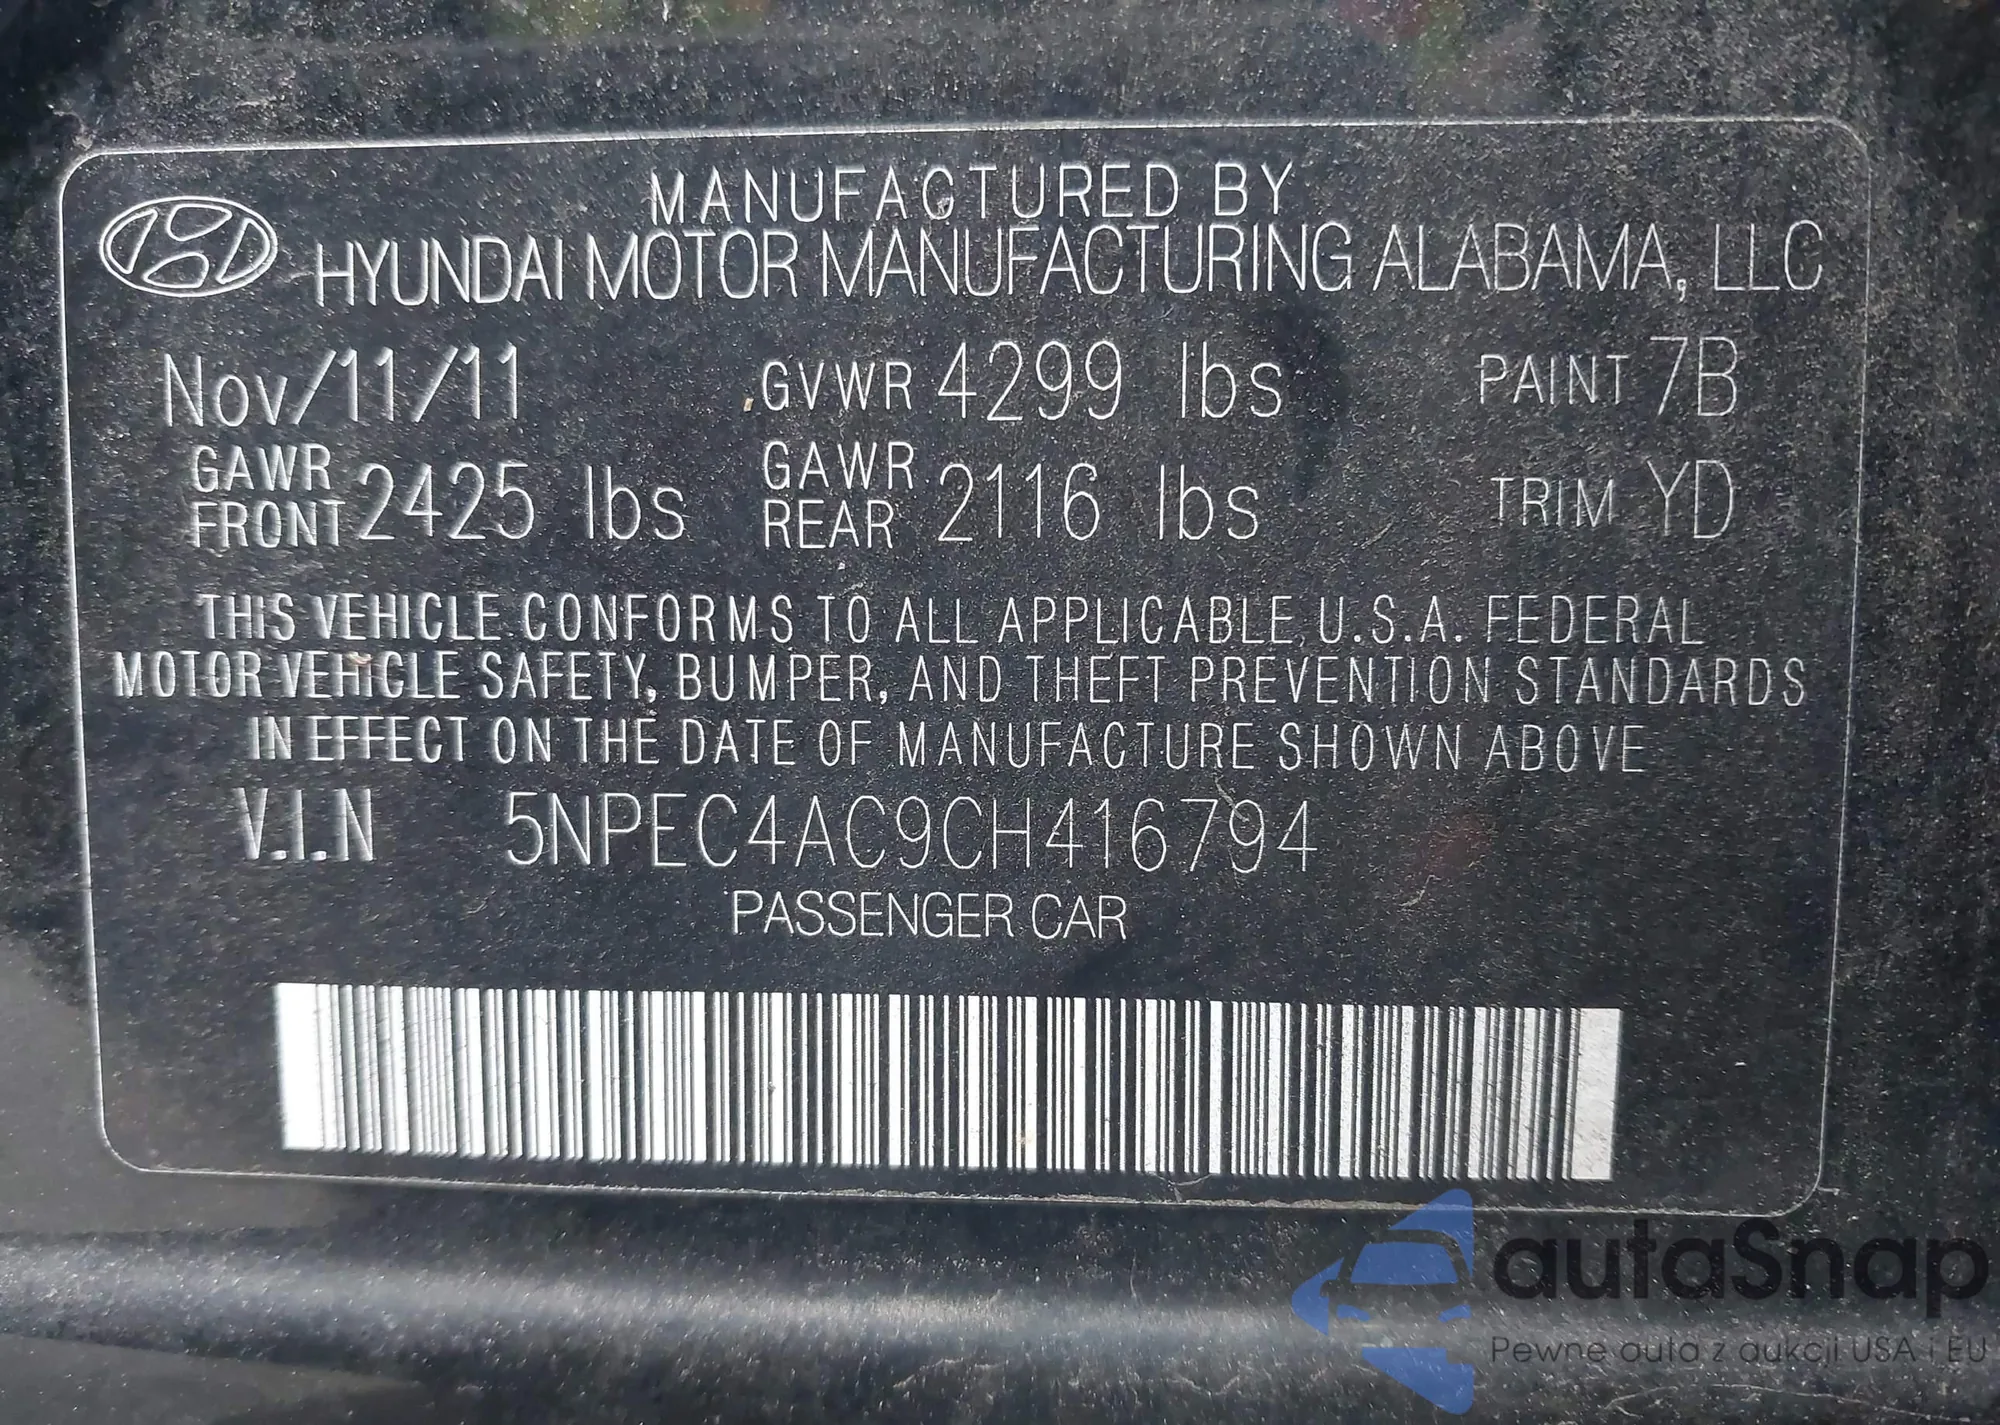 MANUFACTURED BY
HYUNDAI MOTOR MANUFACTURING ALABAMA, LLC
Nov/11/11 GVWR 4299 lbs PAINT 7B
GAWR FRONT 2425 lbs GAWR REAR 2116 lbs TRIM YD
THIS VEHICLE CONFORMS TO ALL APPLICABLE U.S.A. FEDERAL
MOTOR VEHICLE SAFETY, BUMPER, AND THEFT PREVENTION STANDARDS
IN EFFECT ON THE DATE OF MANUFACTURE SHOWN ABOVE
V.I.N 5NPEC4AC9CH416794
PASSENGER CAR
autaSnap
Pewne auta z aukcji USA i EU